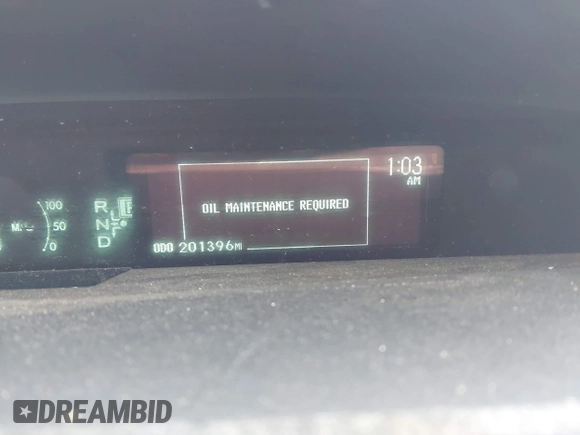 1:03
AM
100
50
0
R
N
D
OIL MAINTENANCE REQUIRED
ODO 201396MI
DREAMBID